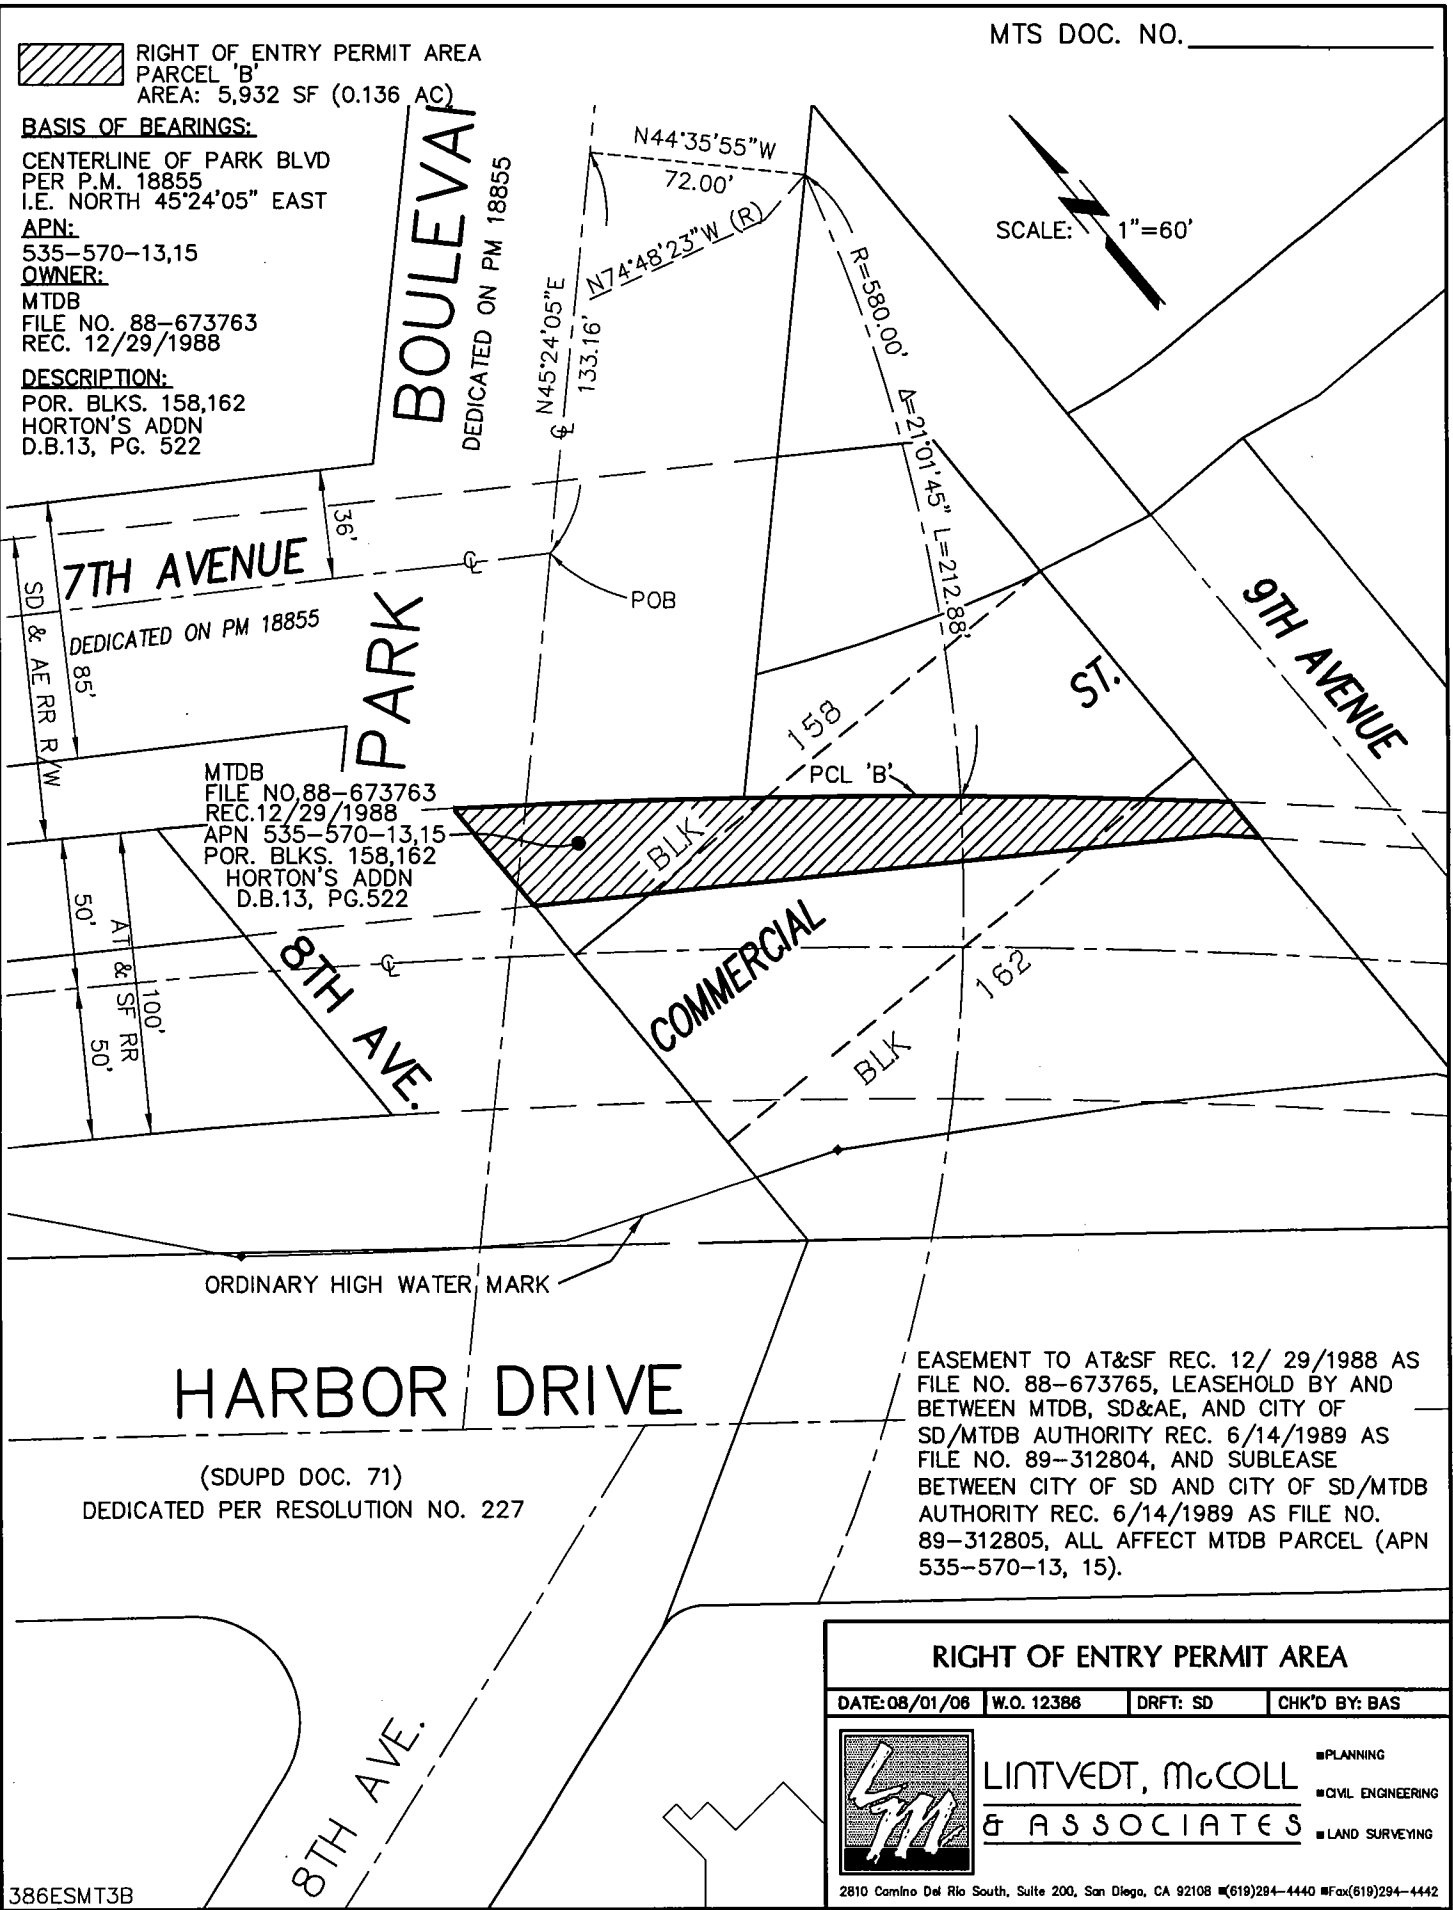 MTS DOC. NO.
RIGHT OF ENTRY PERMIT AREA
PARCEL 'B'
AREA: 5,932 SF (0.136 AC)
BASIS OF BEARINGS:
CENTERLINE OF PARK BLVD
PER P.M. 18855
I.E. NORTH 45°24'05" EAST
APN:
535-570-13,15
OWNER:
MTDB
FILE NO. 88-673763
REC. 12/29/1988
DESCRIPTION:
POR. BLKS. 158,162
HORTON'S ADDN
D.B.13, PG. 522
BOULEVAR
DEDICATED ON PM 18855
N44°35'55"W
72.00'
N74°48'23"W (R)
N45°24'05"E
133.16'
R=580.00' Δ=21°01'45" L=212.88'
SCALE: 1"=60'
36'
7TH AVENUE
DEDICATED ON PM 18855
85'
SD & AE RR R/W
PARK
POB
9TH AVENUE
ST.
158
PCL 'B'
BLK
MTDB
FILE NO.88-673763
REC.12/29/1988
APN 535-570-13,15
POR. BLKS. 158,162
HORTON'S ADDN
D.B.13, PG.522
50'
AT & SF RR
100'
50'
8TH AVE.
COMMERCIAL
162
BLK
ORDINARY HIGH WATER MARK
HARBOR DRIVE
(SDUPD DOC. 71)
DEDICATED PER RESOLUTION NO. 227
EASEMENT TO AT&SF REC. 12/ 29/1988 AS
FILE NO. 88-673765, LEASEHOLD BY AND
BETWEEN MTDB, SD&AE, AND CITY OF
SD/MTDB AUTHORITY REC. 6/14/1989 AS
FILE NO. 89-312804, AND SUBLEASE
BETWEEN CITY OF SD AND CITY OF SD/MTDB
AUTHORITY REC. 6/14/1989 AS FILE NO.
89-312805, ALL AFFECT MTDB PARCEL (APN
535-570-13, 15).
8TH AVE.
386ESMT3B
RIGHT OF ENTRY PERMIT AREA
DATE: 08/01/06 W.O. 12386 DRFT: SD CHK'D BY: BAS
LM
LINTVEDT, McCOLL
& ASSOCIATES
■PLANNING
■CIVIL ENGINEERING
■LAND SURVEYING
2810 Camino Del Rio South, Suite 200, San Diego, CA 92108 ■(619)294-4440 ■Fax(619)294-4442